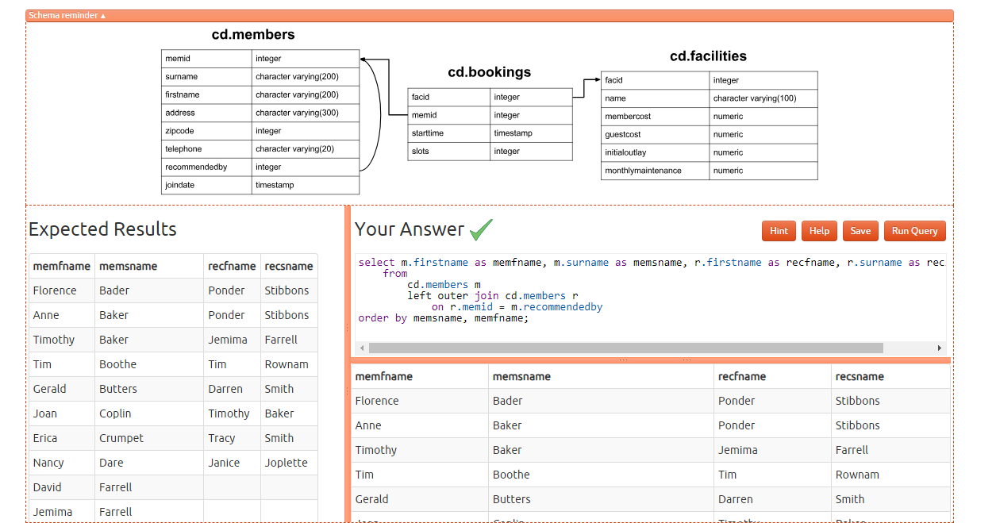 Schema reminder ▲
cd.members
memid integer
surname character varying(200)
firstname character varying(200)
address character varying(300)
zipcode integer
telephone character varying(20)
recommendedby integer
joindate timestamp
cd.bookings
facid integer
memid integer
starttime timestamp
slots integer
cd.facilities
facid integer
name character varying(100)
membercost numeric
guestcost numeric
initialoutlay numeric
monthlymaintenance numeric
Expected Results
memfname memsname recfname recsname
Florence Bader Ponder Stibbons
Anne Baker Ponder Stibbons
Timothy Baker Jemima Farrell
Tim Boothe Tim Rownam
Gerald Butters Darren Smith
Joan Coplin Timothy Baker
Erica Crumpet Tracy Smith
Nancy Dare Janice Joplette
David Farrell
Jemima Farrell
Your Answer
Hint Help Save Run Query
select m.firstname as memfname, m.surname as memsname, r.firstname as recfname, r.surname as rec
from
cd.members m
left outer join cd.members r
on r.memid = m.recommendedby
order by memsname, memfname;
memfname memsname recfname recsname
Florence Bader Ponder Stibbons
Anne Baker Ponder Stibbons
Timothy Baker Jemima Farrell
Tim Boothe Tim Rownam
Gerald Butters Darren Smith